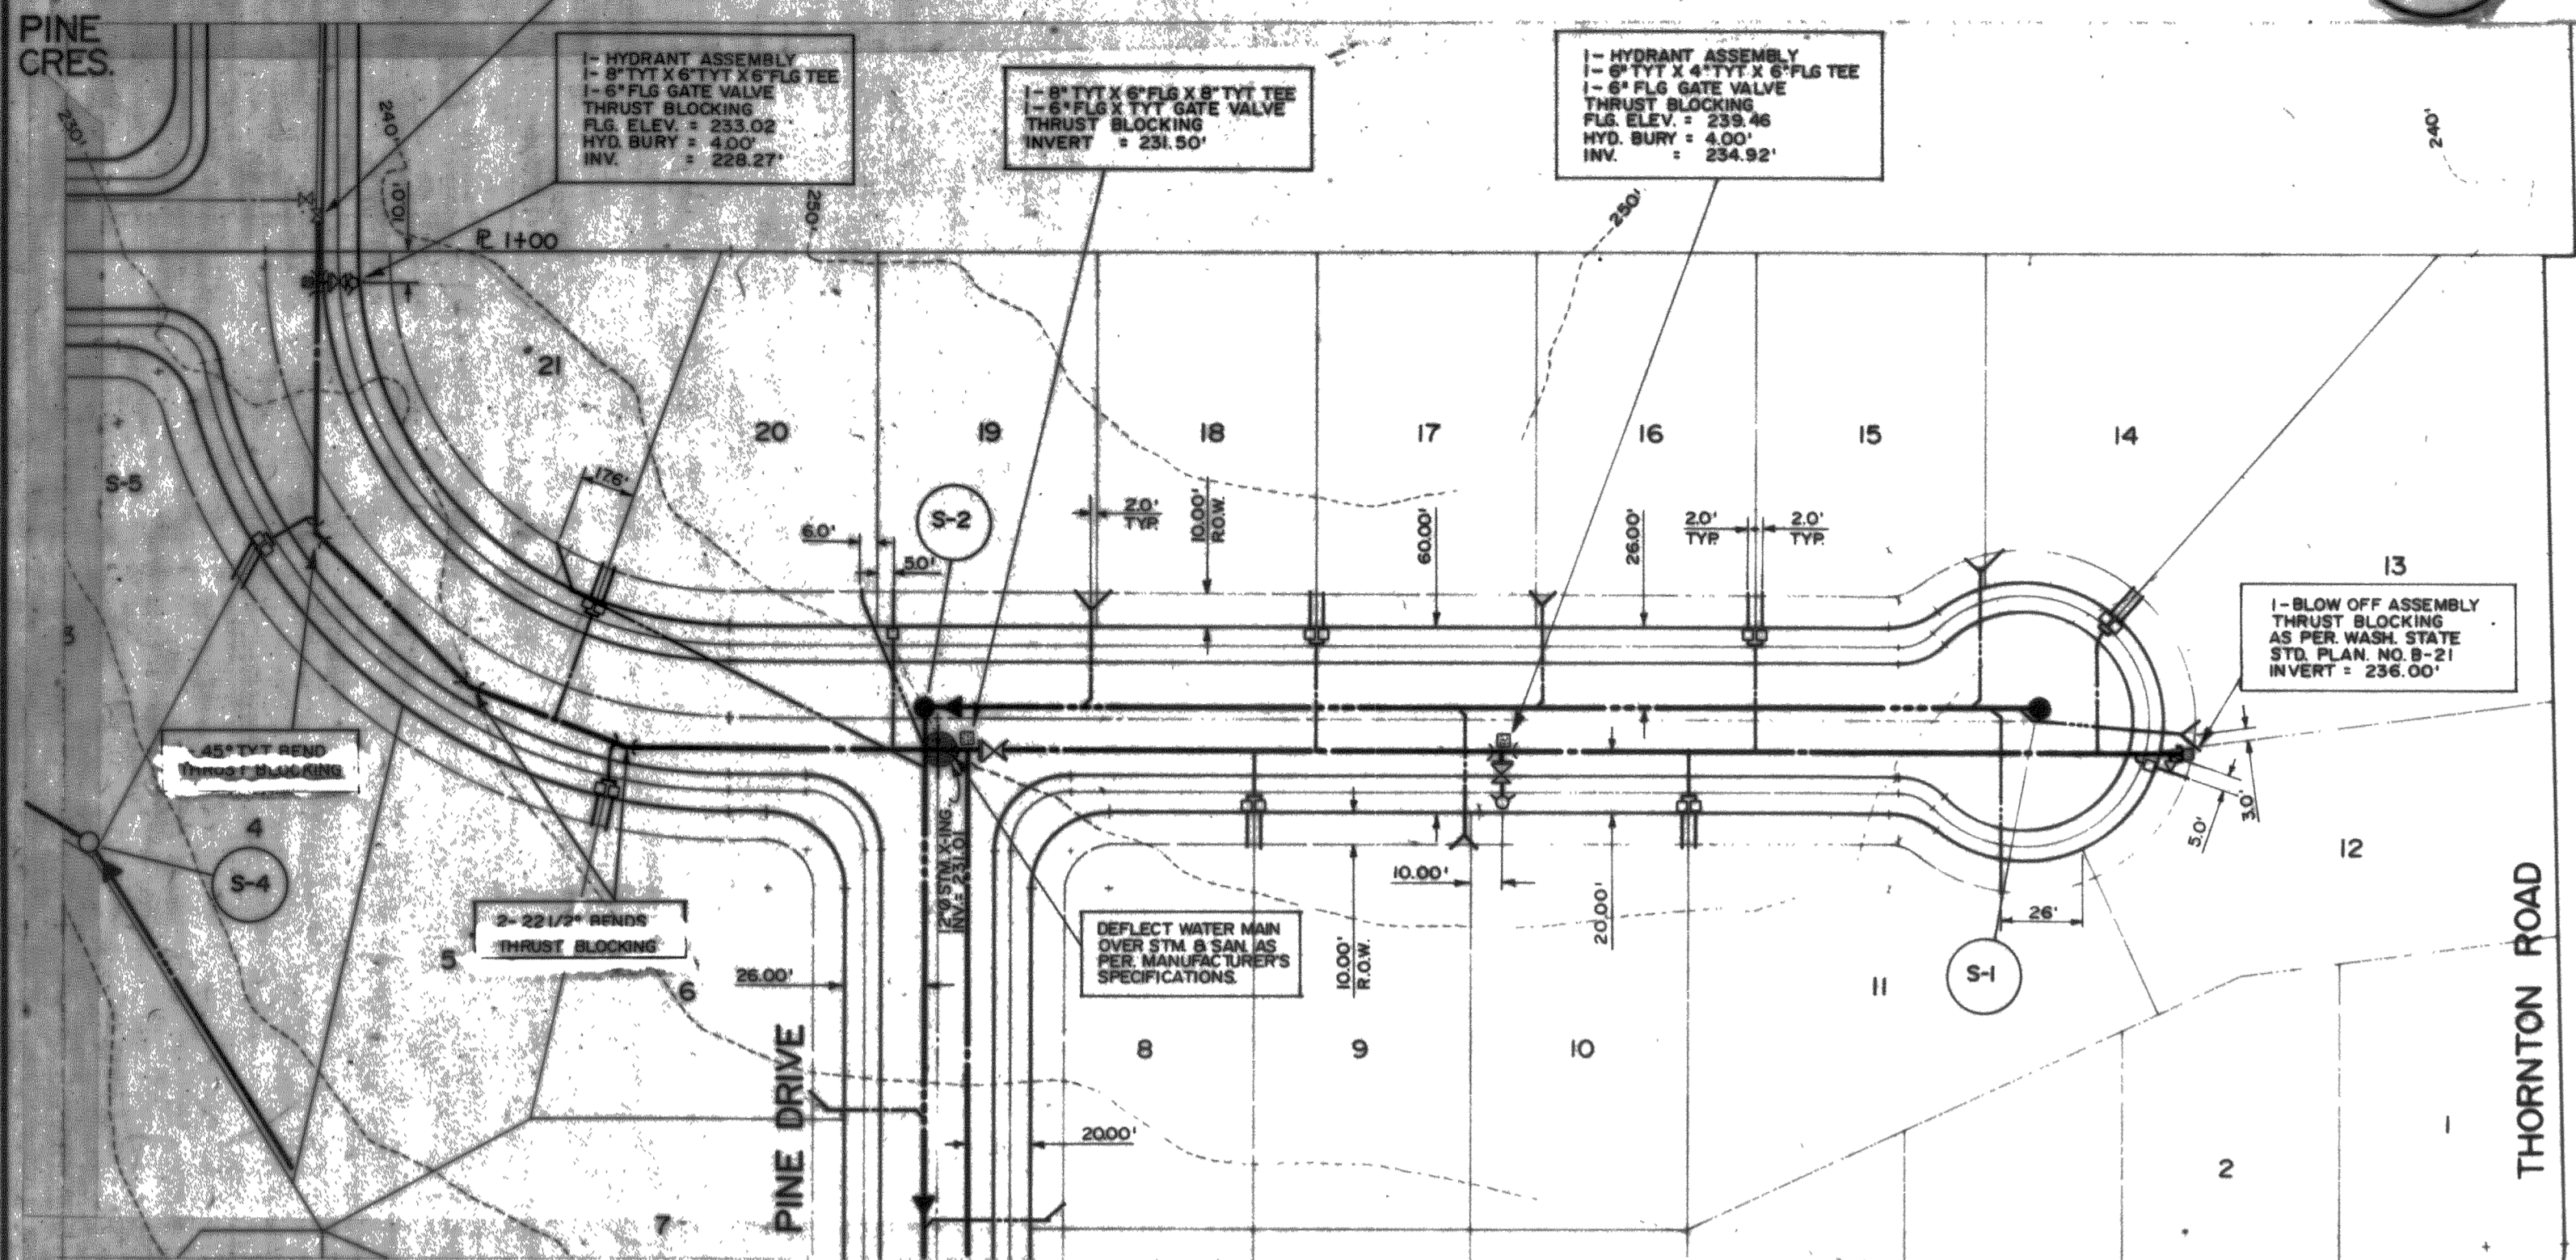 PINE
CRES.
230'
240'
10.0'
1- HYDRANT ASSEMBLY
1- 8"TYT X 6"TYT X 6"FLG TEE
1- 6" FLG GATE VALVE
THRUST BLOCKING
FLG. ELEV. = 233.02
HYD. BURY = 4.00'
INV. = 228.27'
1- 8" TYT X 6"FLG X 8"TYT TEE
1- 6" FLG X TYT GATE VALVE
THRUST BLOCKING
INVERT = 231.50'
1- HYDRANT ASSEMBLY
1- 6" TYT X 4"TYT X 6"FLG TEE
1- 6" FLG GATE VALVE
THRUST BLOCKING
FLG. ELEV. = 239.46
HYD. BURY = 4.00'
INV. = 234.92'
240'
250'
250'
1+00
21
20
19
18
17
16
15
14
13
S-5
17.6'
6.0'
5.0'
S-2
2.0'
TYP.
10.00'
R.O.W.
60.00'
26.00'
2.0'
TYP.
2.0'
TYP.
1-BLOW OFF ASSEMBLY
THRUST BLOCKING
AS PER. WASH. STATE
STD. PLAN. NO. B-21
INVERT = 236.00'
3
45° TYT BEND
THRUST BLOCKING
4
S-4
2- 22 1/2° BENDS
THRUST BLOCKING
5
6
26.00'
12"Ø STM. X-ING.
INV.= 231.01
DEFLECT WATER MAIN
OVER STM. & SAN. AS
PER. MANUFACTURER'S
SPECIFICATIONS.
10.00'
10.00'
R.O.W.
20.00'
26'
S-1
5.0'
3.0'
12
11
8
9
10
20.00'
7
PINE DRIVE
1
2
THORNTON ROAD